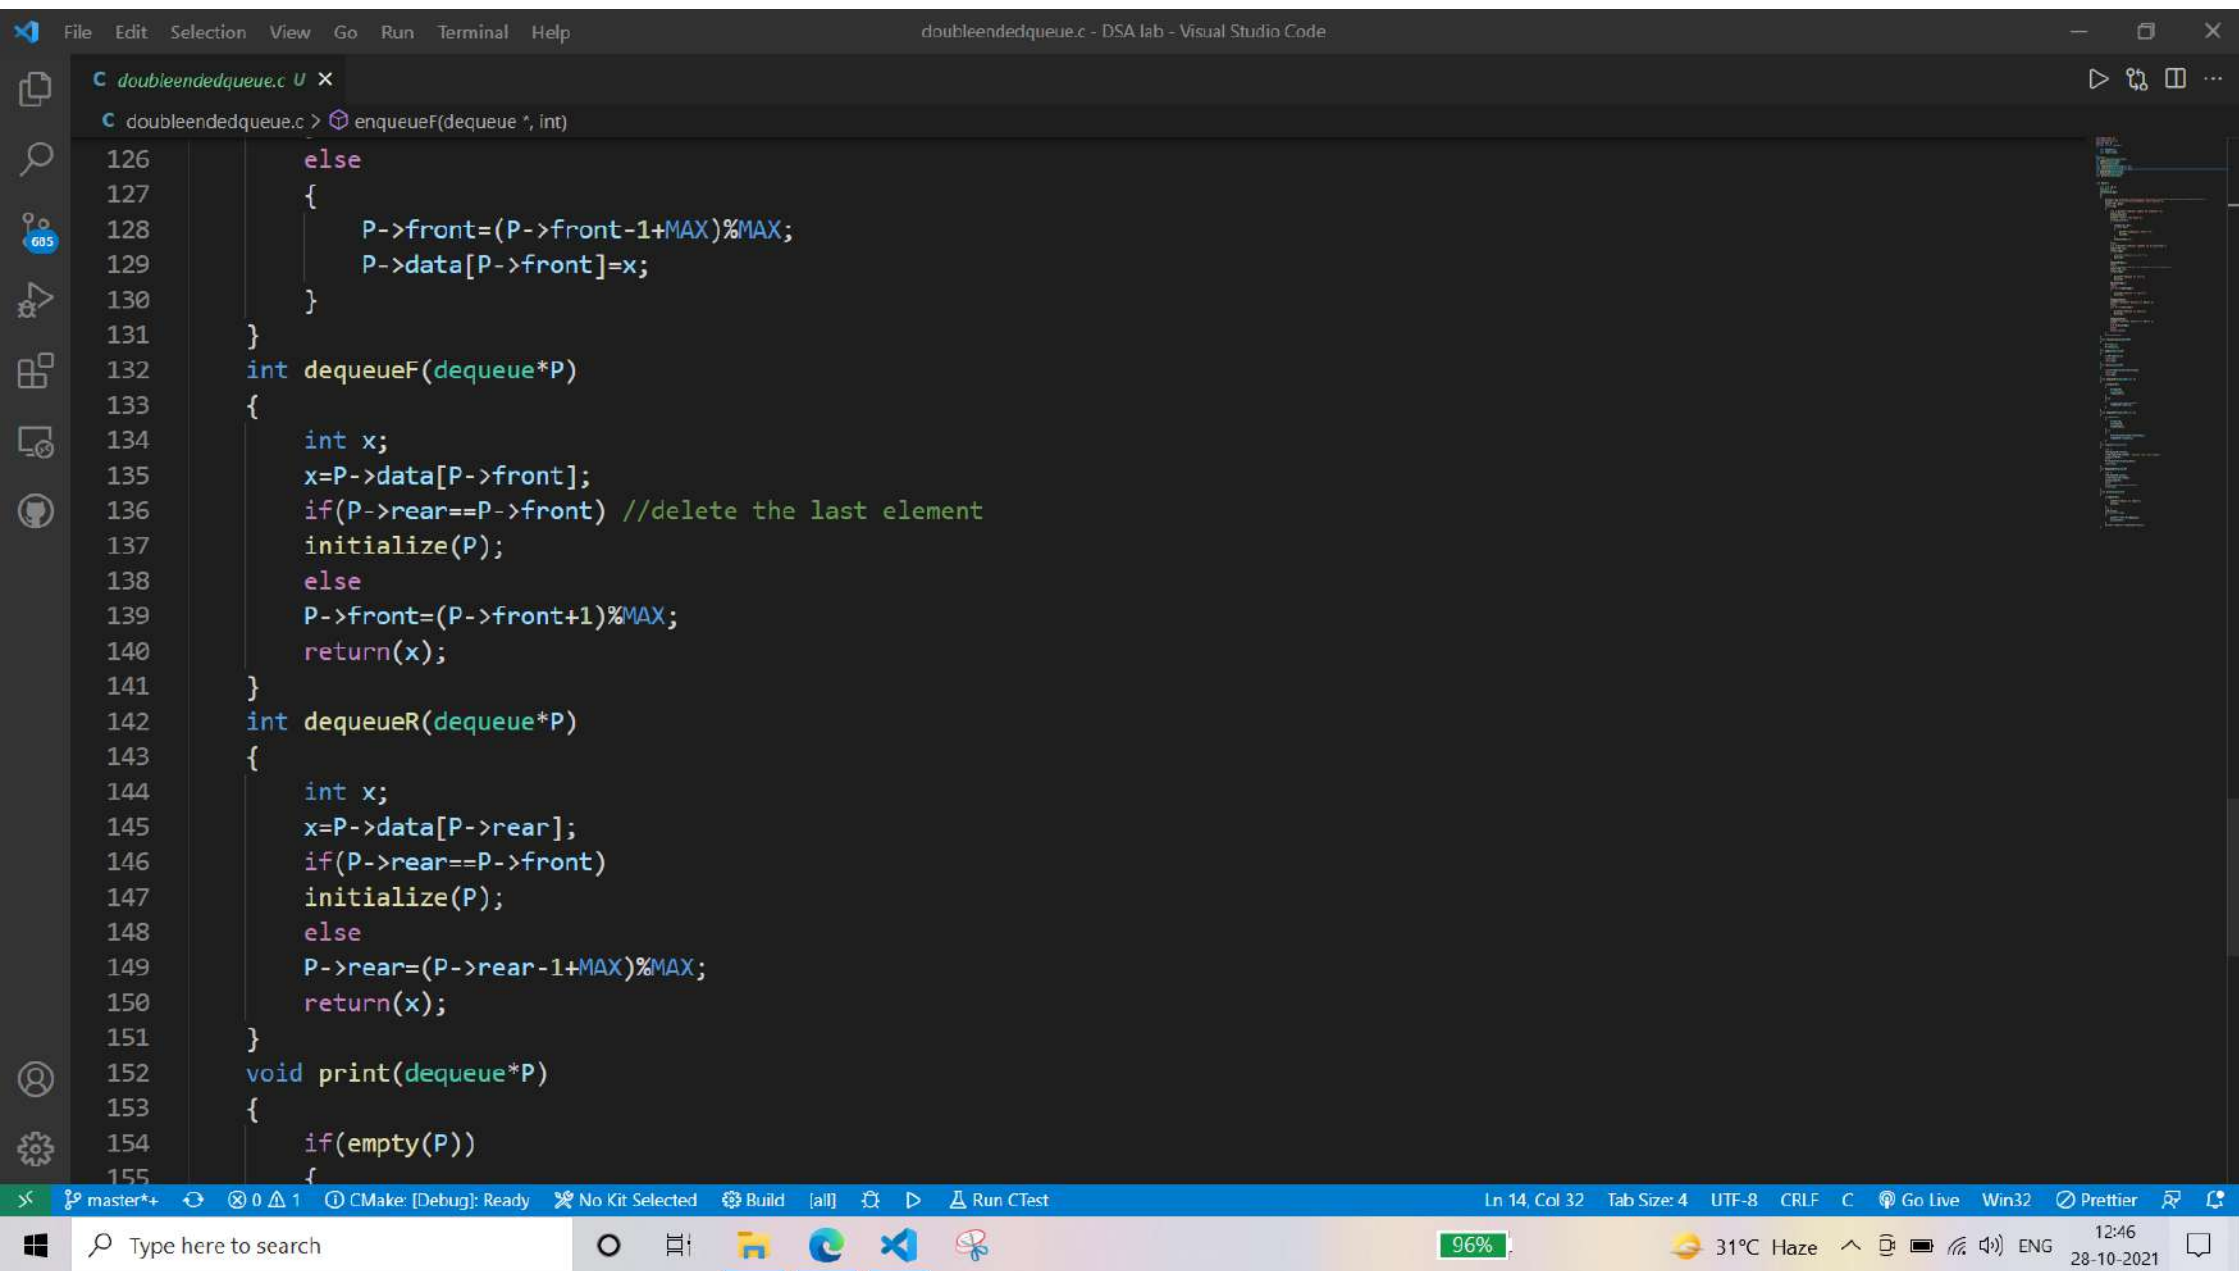 File Edit Selection View Go Run Terminal Help
doubleendedqueue.c - DSA lab - Visual Studio Code
C doubleendedqueue.c U
C doubleendedqueue.c > enqueueF(dequeue *, int)
126 else
127 {
128 P->front=(P->front-1+MAX)%MAX;
129 P->data[P->front]=x;
130 }
131 }
132 int dequeueF(dequeue*P)
133 {
134 int x;
135 x=P->data[P->front];
136 if(P->rear==P->front) //delete the last element
137 initialize(P);
138 else
139 P->front=(P->front+1)%MAX;
140 return(x);
141 }
142 int dequeueR(dequeue*P)
143 {
144 int x;
145 x=P->data[P->rear];
146 if(P->rear==P->front)
147 initialize(P);
148 else
149 P->rear=(P->rear-1+MAX)%MAX;
150 return(x);
151 }
152 void print(dequeue*P)
153 {
154 if(empty(P))
155 {
685
master*+ 0 1 CMake: [Debug]: Ready No Kit Selected Build [all] Run CTest Ln 14, Col 32 Tab Size: 4 UTF-8 CRLF C Go Live Win32 Prettier
Type here to search
96%
31°C Haze
ENG
12:46
28-10-2021